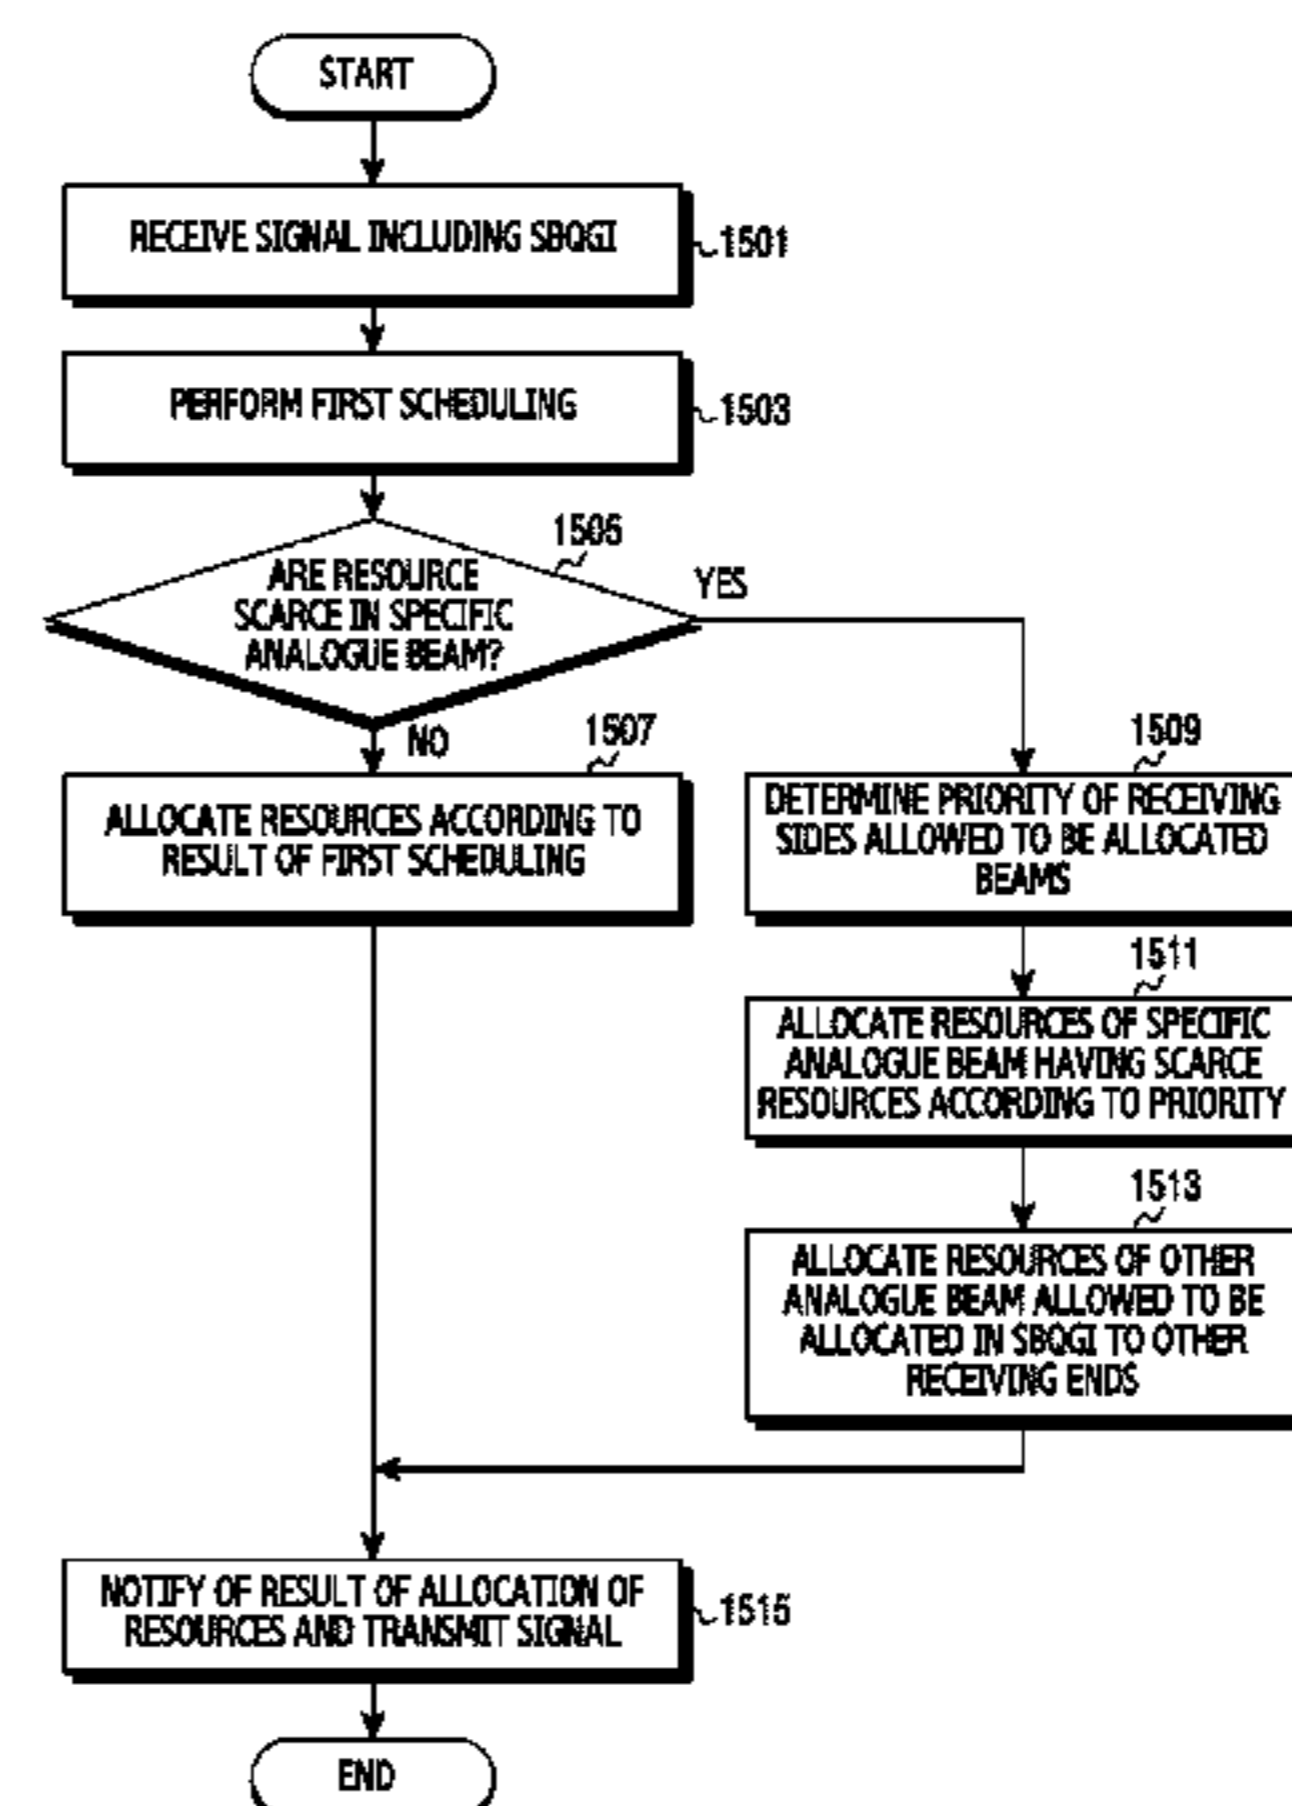 START
RECEIVE SIGNAL INCLUDING SBQGI
1501
PERFORM FIRST SCHEDULING
1503
1505
ARE RESOURCE
SCARCE IN SPECIFIC
ANALOGUE BEAM?
YES
NO
1507
ALLOCATE RESOURCES ACCORDING TO
RESULT OF FIRST SCHEDULING
1509
DETERMINE PRIORITY OF RECEIVING
SIDES ALLOWED TO BE ALLOCATED
BEAMS
1511
ALLOCATE RESOURCES OF SPECIFIC
ANALOGUE BEAM HAVING SCARCE
RESOURCES ACCORDING TO PRIORITY
1513
ALLOCATE RESOURCES OF OTHER
ANALOGUE BEAM ALLOWED TO BE
ALLOCATED IN SBQGI TO OTHER
RECEIVING ENDS
NOTIFY OF RESULT OF ALLOCATION OF
RESOURCES AND TRANSMIT SIGNAL
1515
END